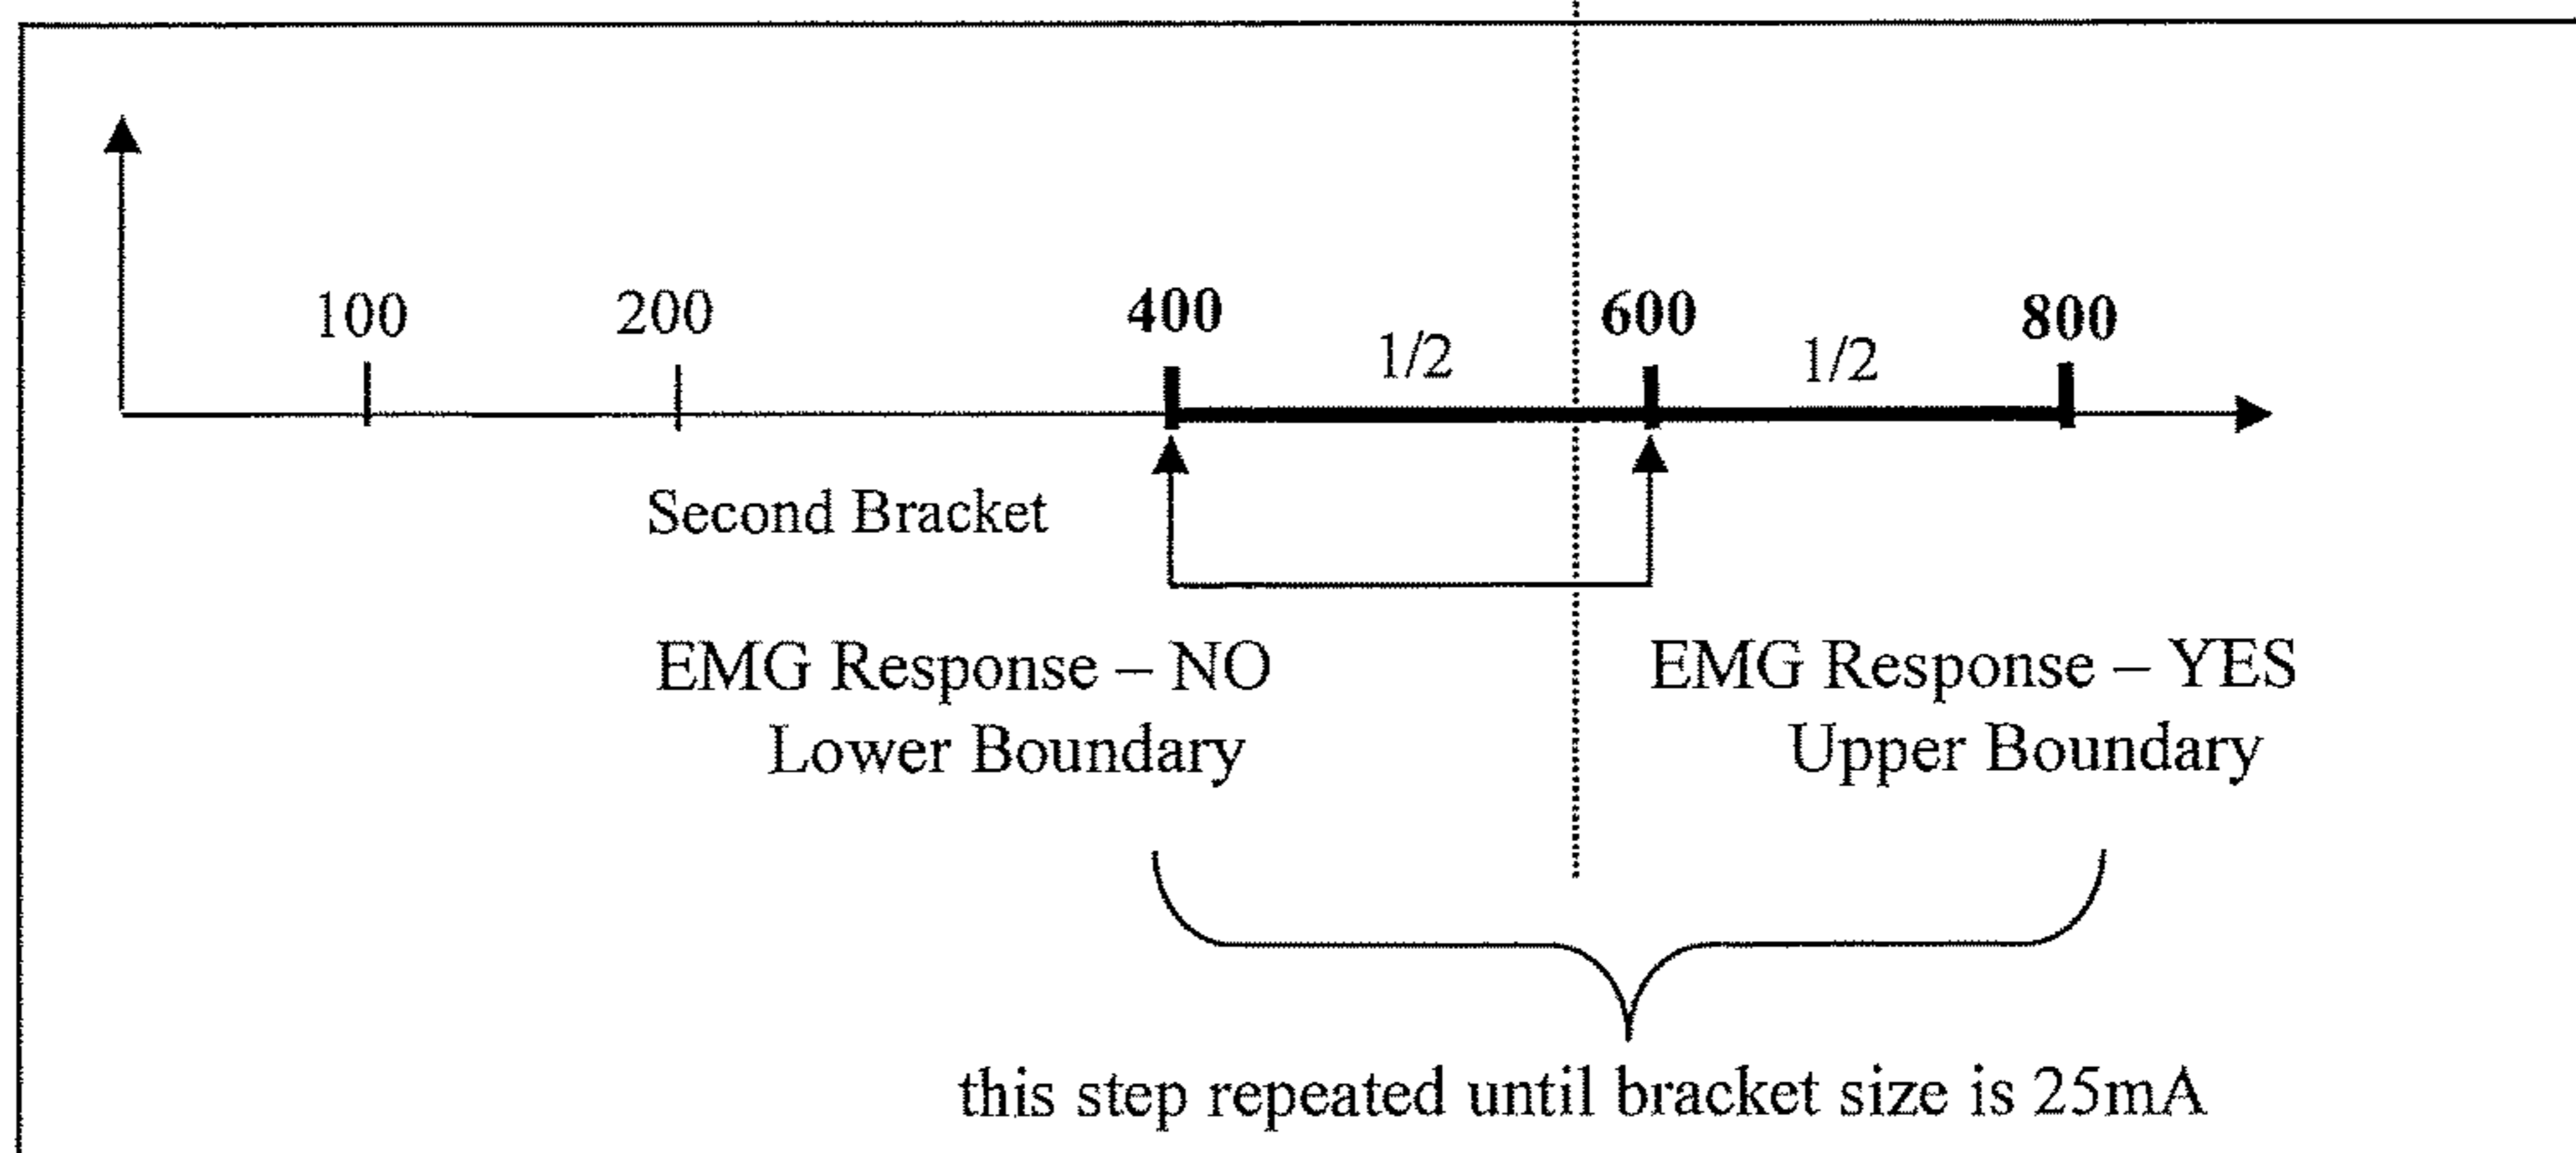 100 200 400 600 800
1/2 1/2
Second Bracket
EMG Response – NO
Lower Boundary
EMG Response – YES
Upper Boundary
this step repeated until bracket size is 25mA